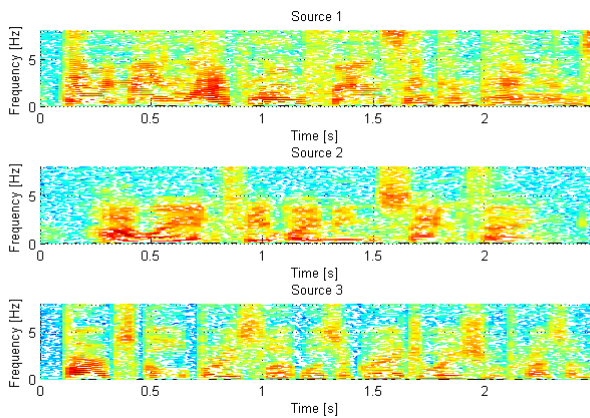 Source 1
Frequency [Hz]
5
0
0 0.5 1 1.5 2
Time [s]
Source 2
Frequency [Hz]
5
0
0 0.5 1 1.5 2
Time [s]
Source 3
Frequency [Hz]
5
0
0 0.5 1 1.5 2
Time [s]